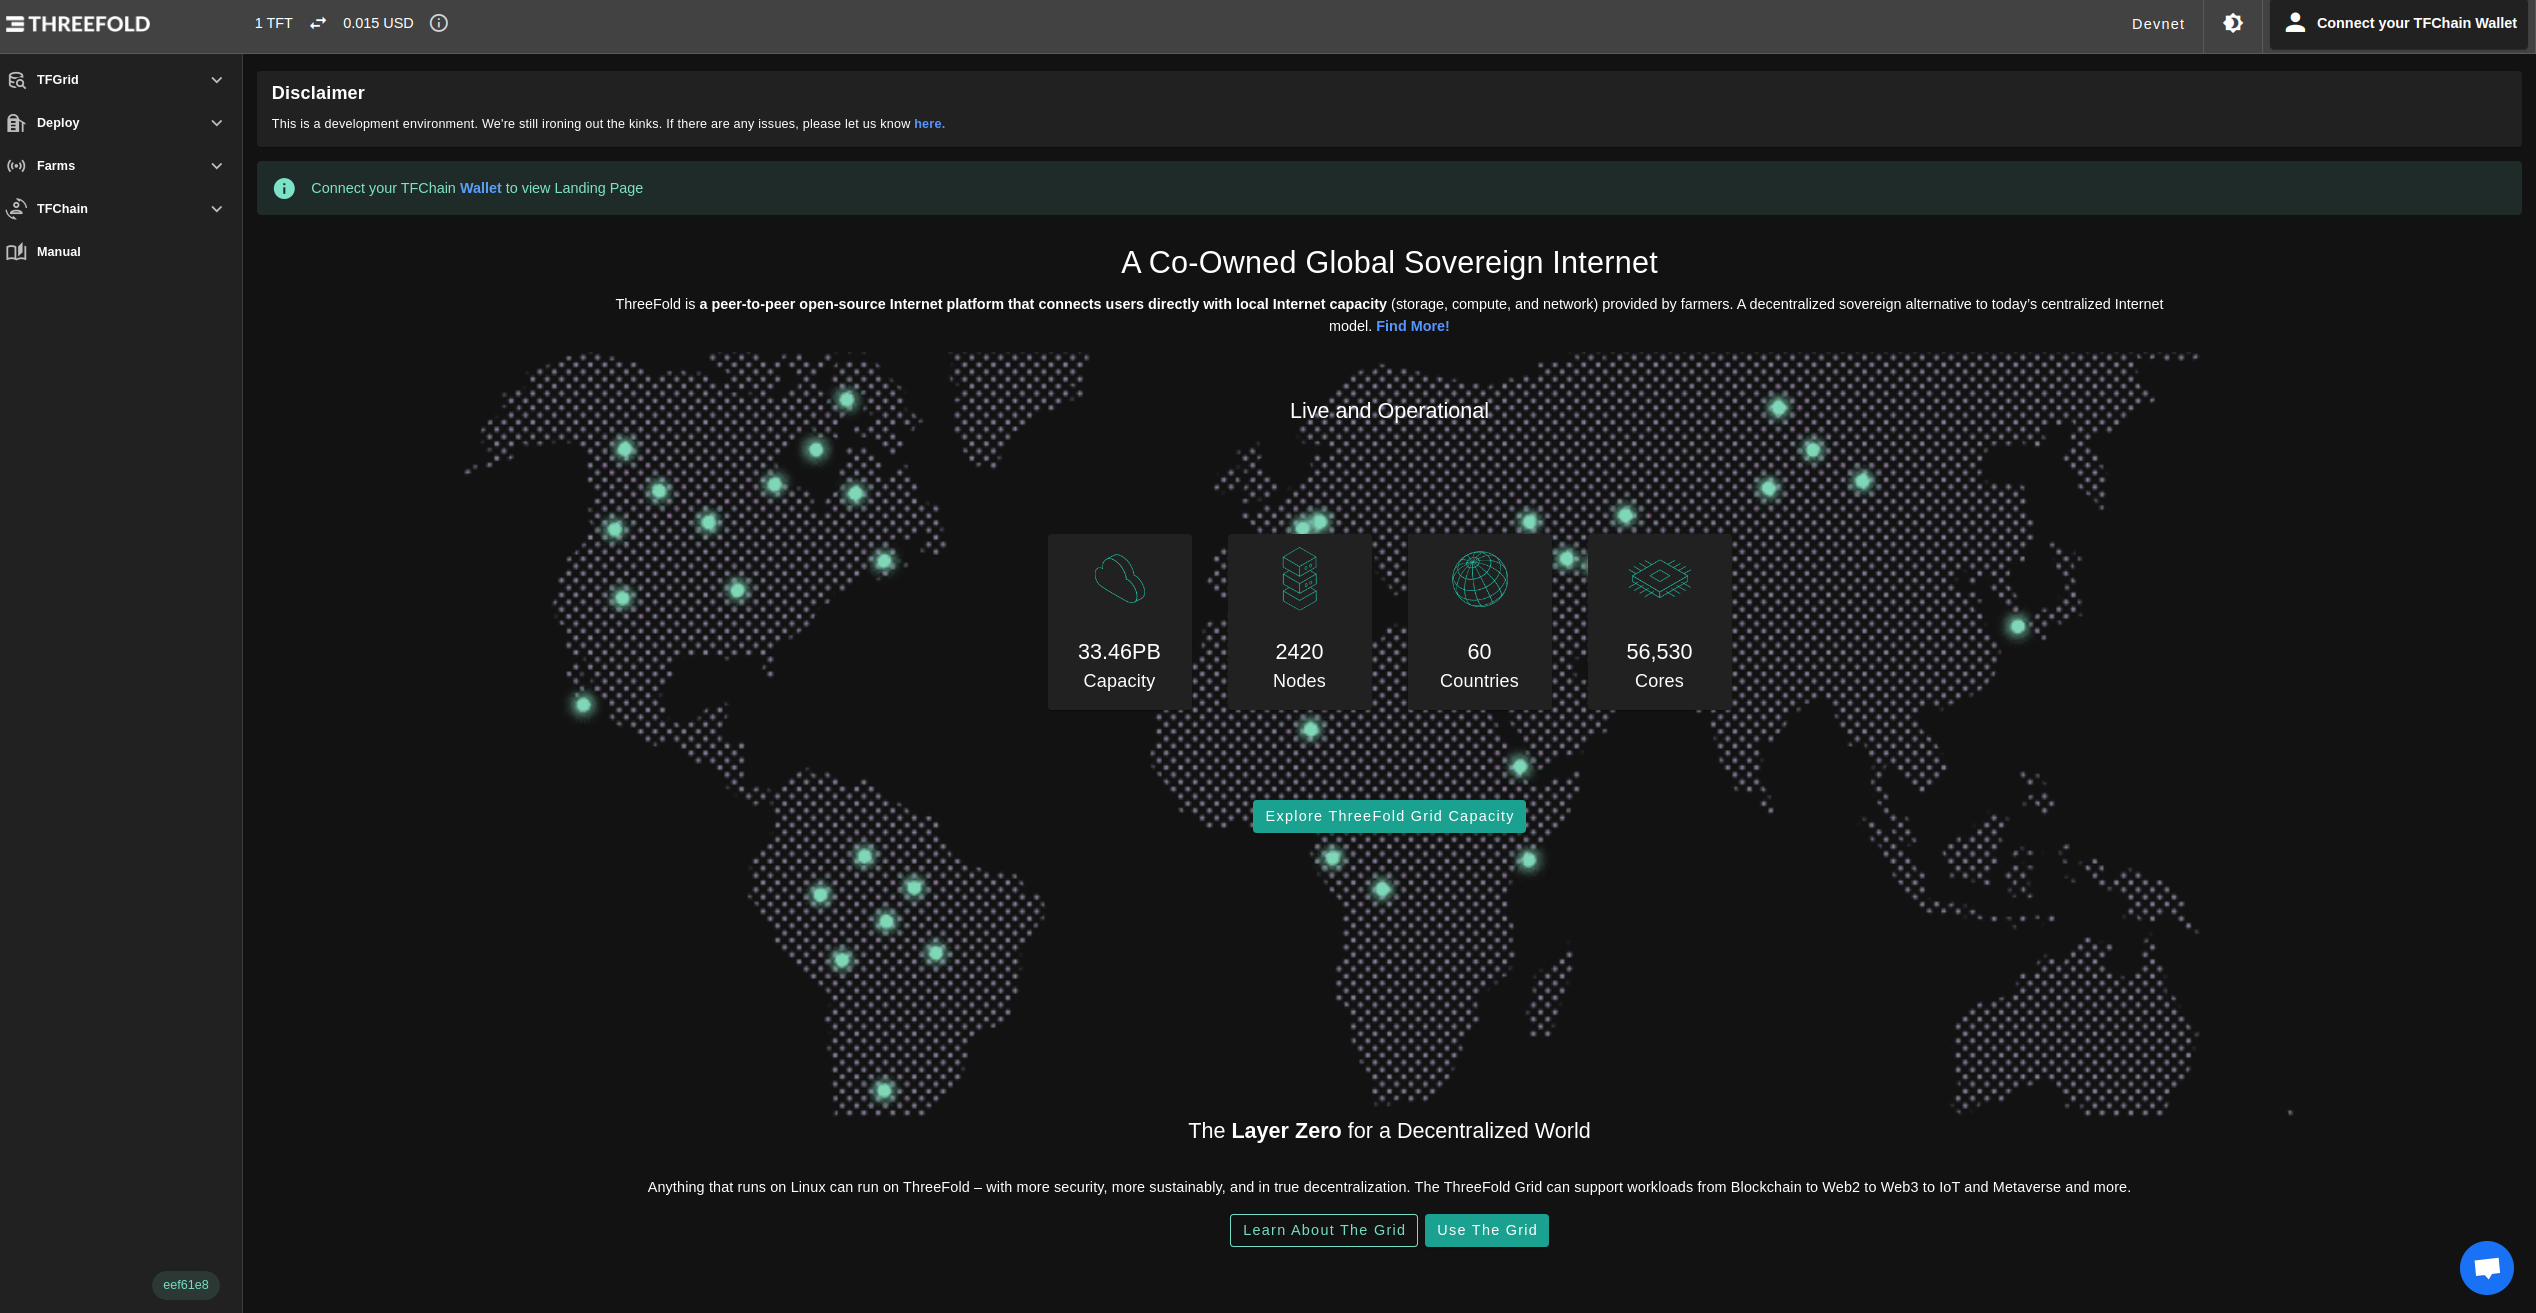 THREEFOLD
1 TFT 0.015 USD
Devnet
Connect your TFChain Wallet
TFGrid
Deploy
Farms
TFChain
Manual
Disclaimer
This is a development environment. We're still ironing out the kinks. If there are any issues, please let us know here.
Connect your TFChain Wallet to view Landing Page
A Co-Owned Global Sovereign Internet
ThreeFold is a peer-to-peer open-source Internet platform that connects users directly with local Internet capacity (storage, compute, and network) provided by farmers. A decentralized sovereign alternative to today’s centralized Internet
model. Find More!
Live and Operational
33.46PB
Capacity
2420
Nodes
60
Countries
56,530
Cores
Explore ThreeFold Grid Capacity
The Layer Zero for a Decentralized World
Anything that runs on Linux can run on ThreeFold – with more security, more sustainably, and in true decentralization. The ThreeFold Grid can support workloads from Blockchain to Web2 to Web3 to IoT and Metaverse and more.
Learn About The Grid
Use The Grid
eef61e8